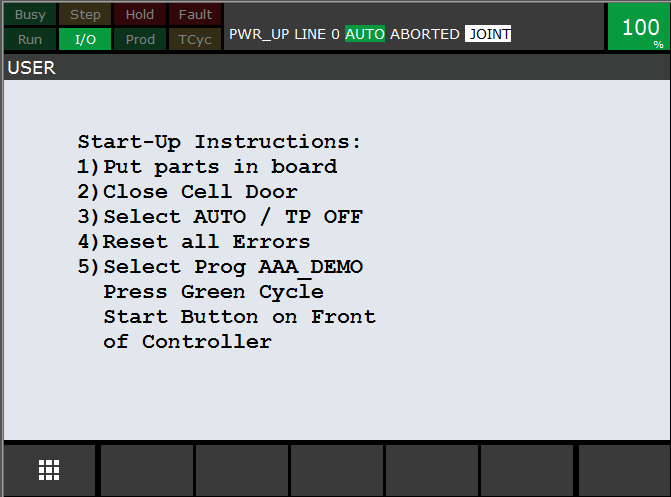 Busy Step Hold Fault
Run I/O Prod TCyc
PWR_UP LINE 0 AUTO ABORTED JOINT
100 %
USER
Start-Up Instructions:
1)Put parts in board
2)Close Cell Door
3)Select AUTO / TP OFF
4)Reset all Errors
5)Select Prog AAA_DEMO
Press Green Cycle
Start Button on Front
of Controller